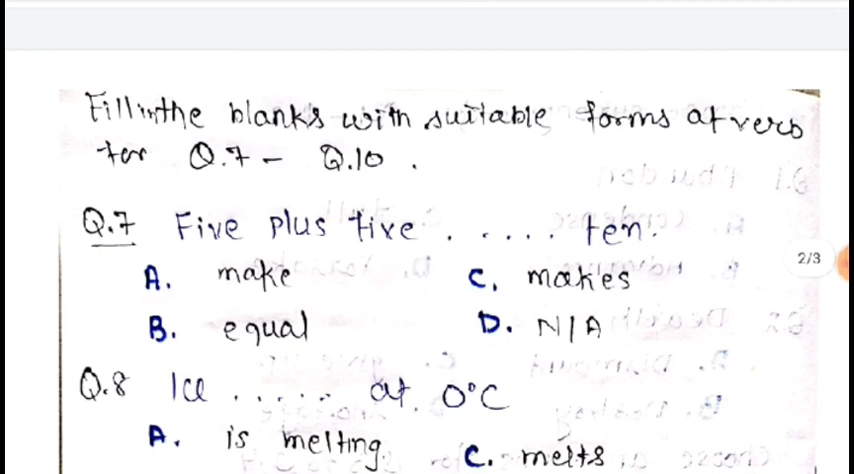 Fill in the blanks with suitable forms of verb
for Q.7 - Q.10 .
Q.7 Five plus five . . . . . ten.
A. make C. makes
B. equal D. N/A
2/3
Q.8 Ice . . . . . . at 0°C
A. is melting C. melts